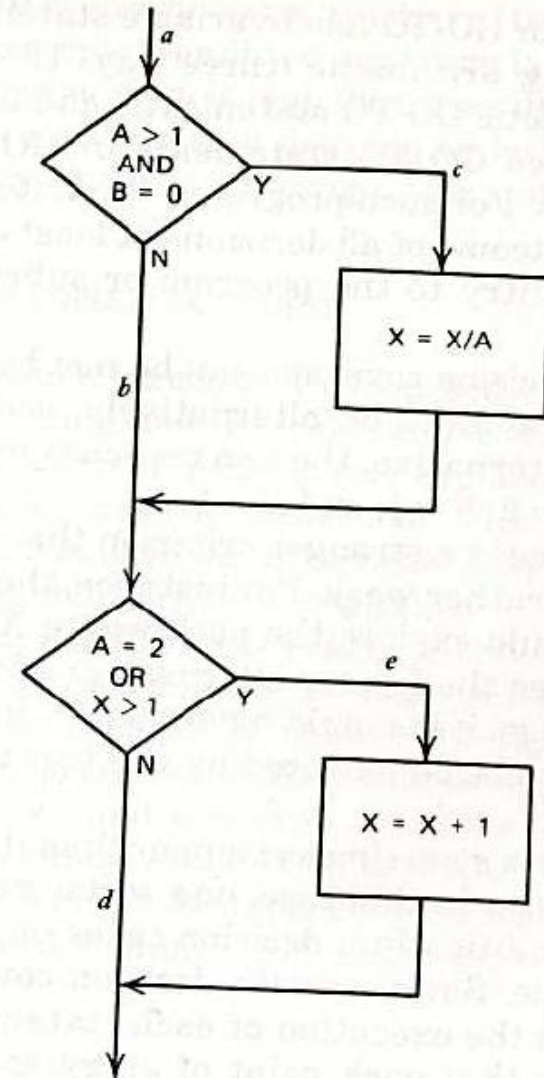 a
A > 1
AND
B = 0
Y
c
N
X = X/A
b
A = 2
OR
X > 1
Y
e
N
X = X + 1
d